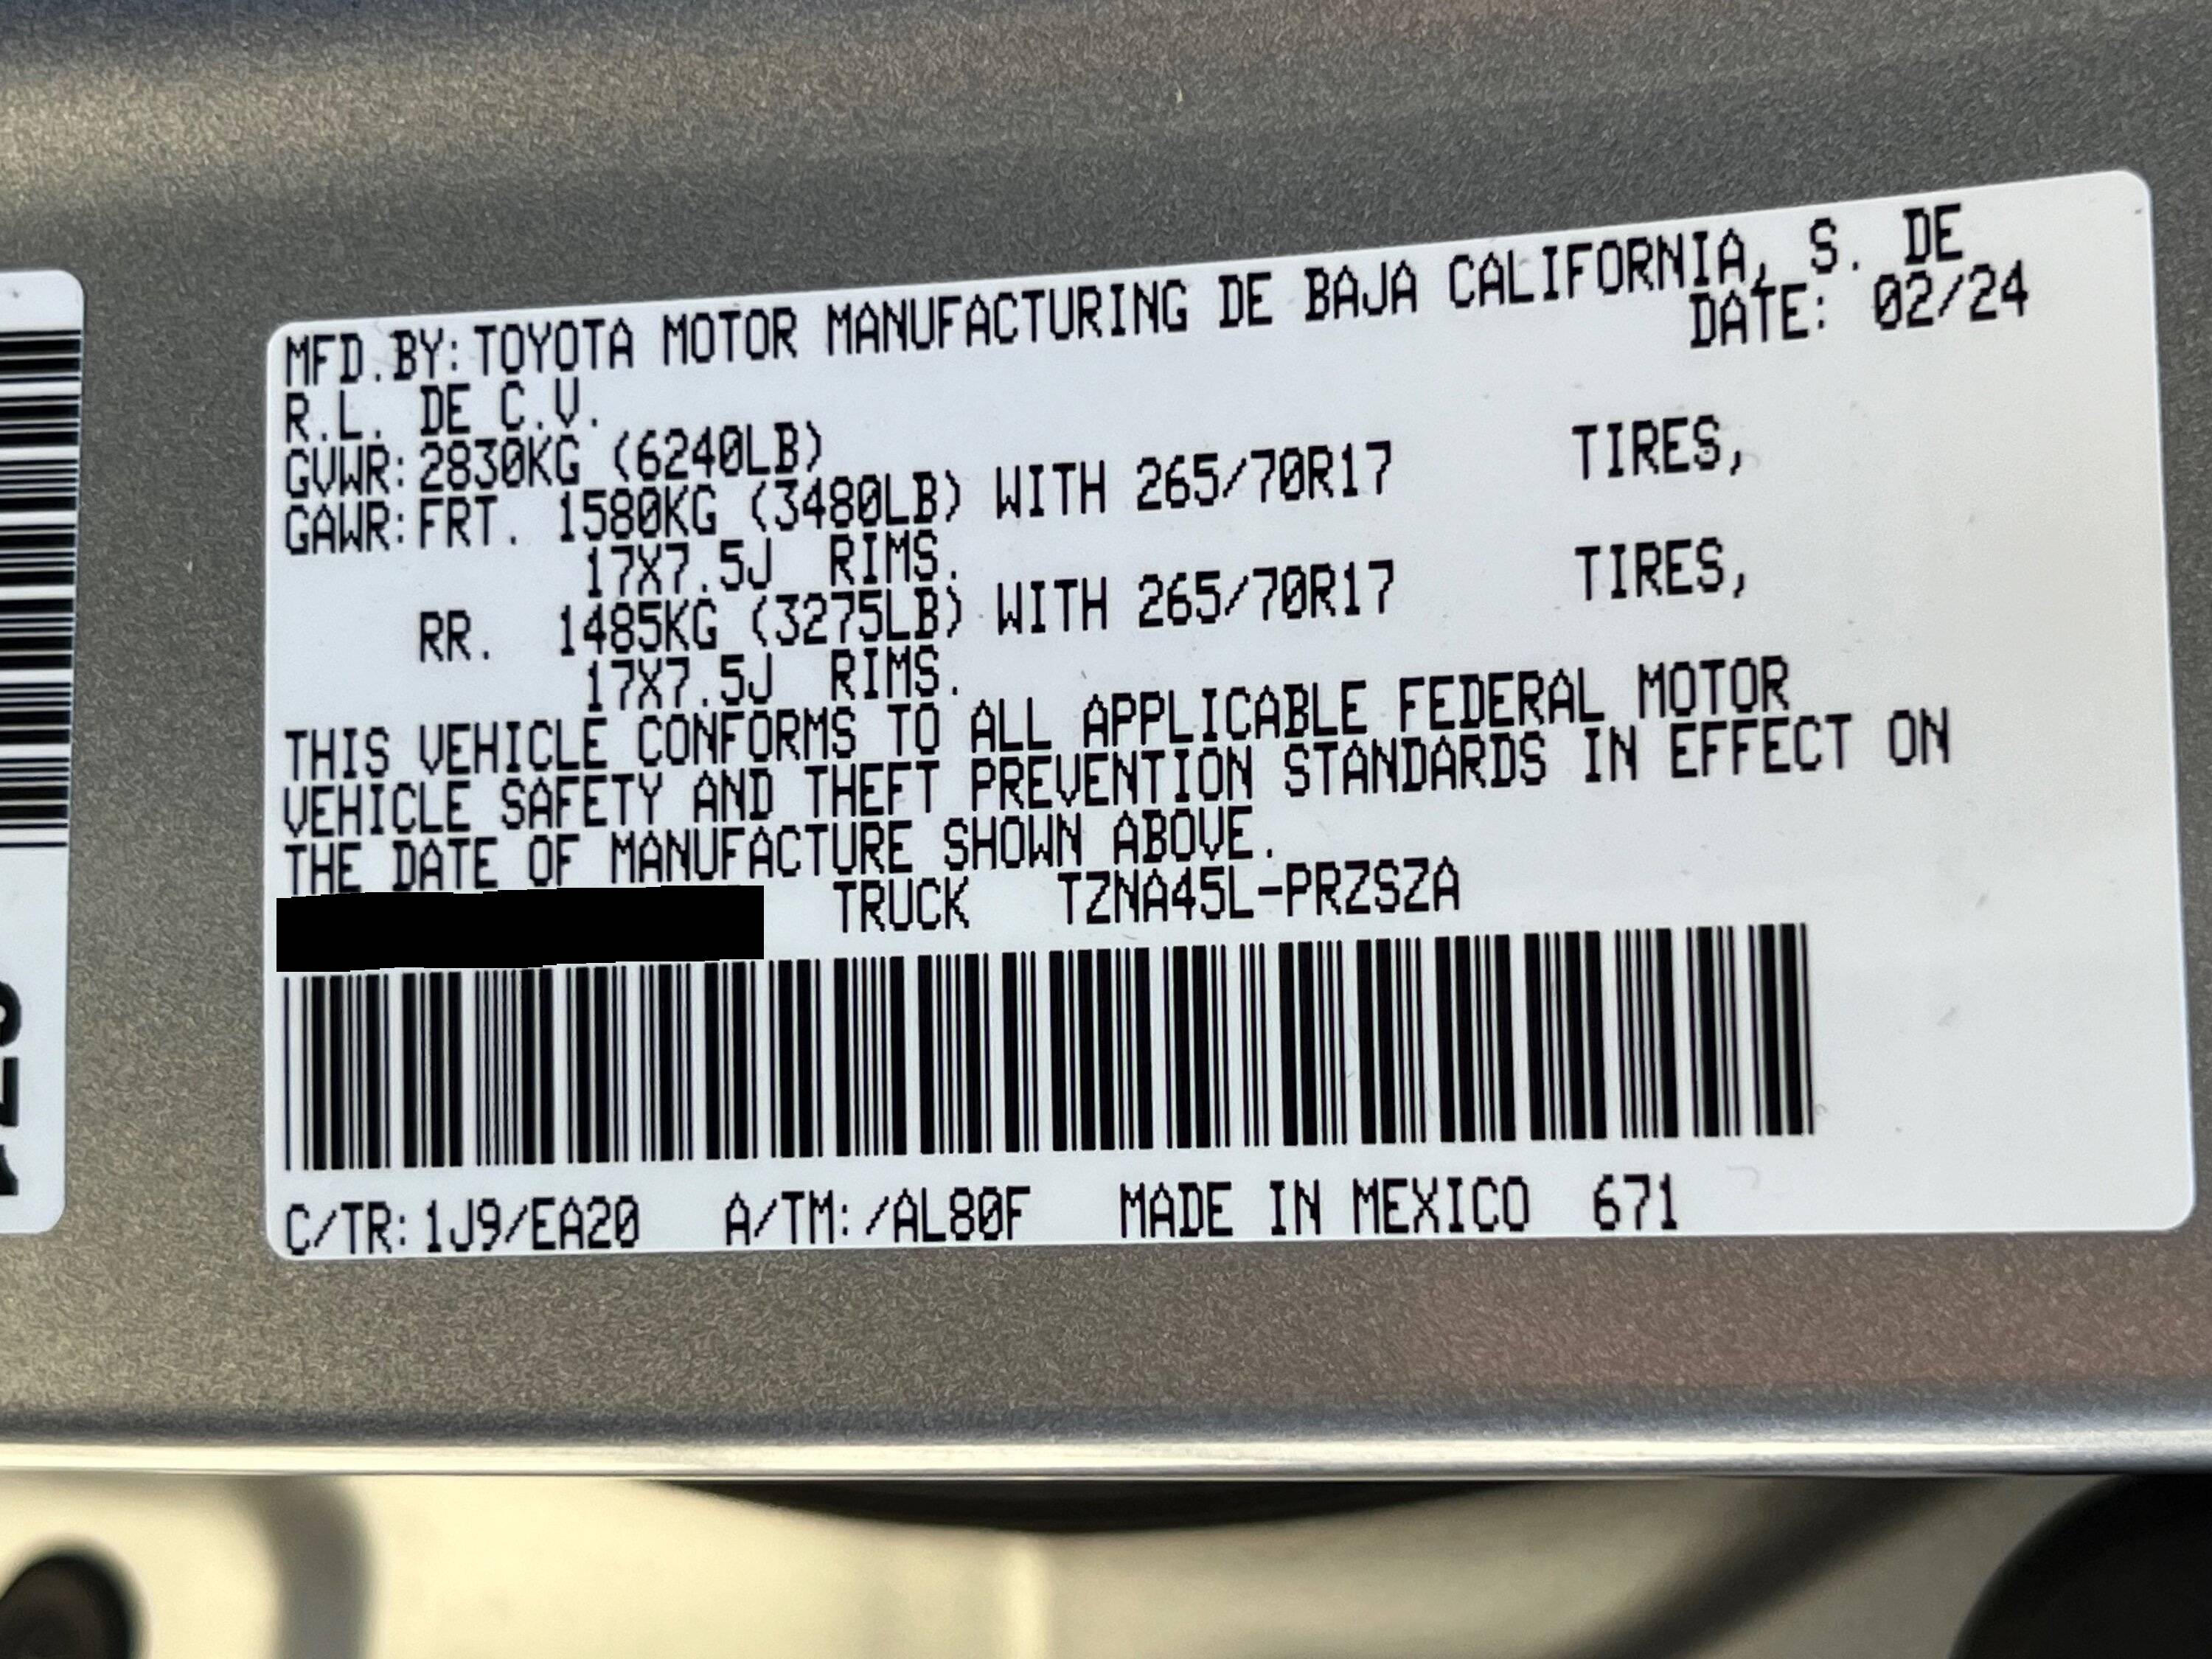 MFD.BY:TOYOTA MOTOR MANUFACTURING DE BAJA CALIFORNIA, S. DE
R.L. DE C.V. DATE: 02/24
GVWR:2830KG (6240LB)
GAWR:FRT. 1580KG (3480LB) WITH 265/70R17 TIRES,
17X7.5J RIMS.
RR. 1485KG (3275LB) WITH 265/70R17 TIRES,
17X7.5J RIMS.
THIS VEHICLE CONFORMS TO ALL APPLICABLE FEDERAL MOTOR
VEHICLE SAFETY AND THEFT PREVENTION STANDARDS IN EFFECT ON
THE DATE OF MANUFACTURE SHOWN ABOVE.
TRUCK TZNA45L-PRZSZA
C/TR:1J9/EA20 A/TM:/AL80F MADE IN MEXICO 671